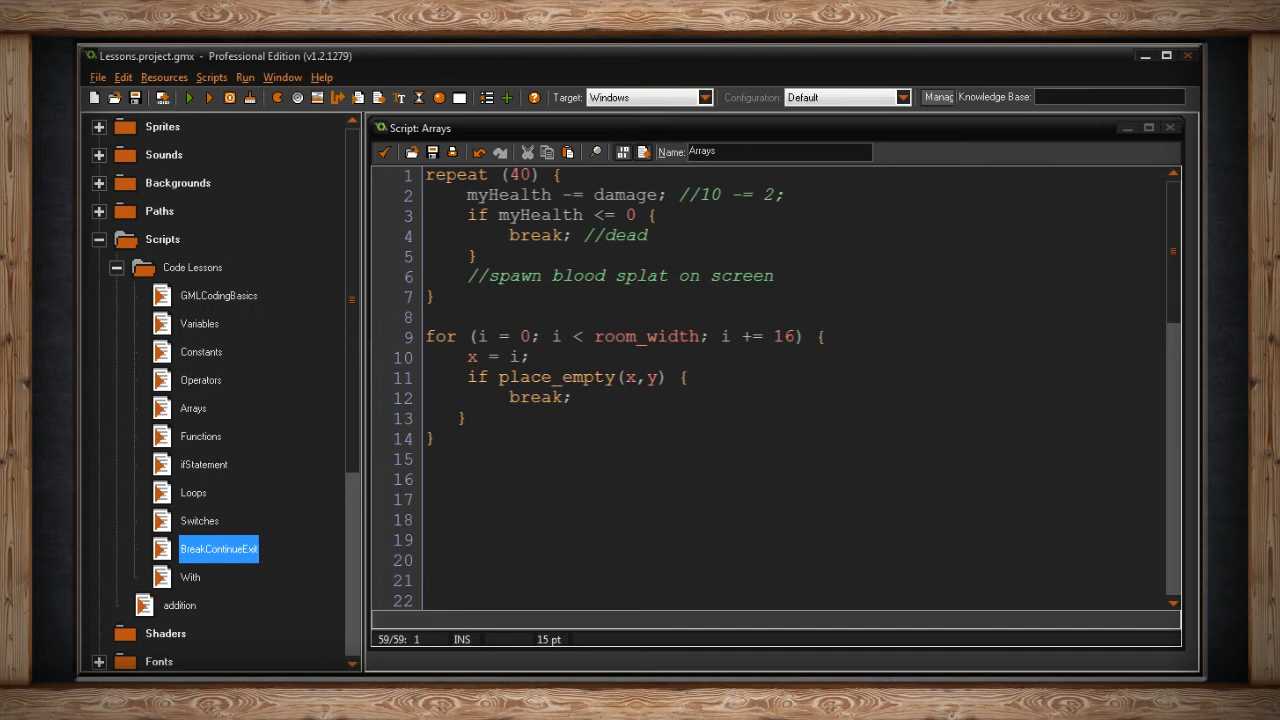 Lessons.project.gmx - Professional Edition (v1.2.1279)
File Edit Resources Scripts Run Window Help
Target: Windows Configuration: Default Manag Knowledge Base:
Sprites
Sounds
Backgrounds
Paths
Scripts
Code Lessons
GMLCodingBasics
Variables
Constants
Operators
Arrays
Functions
ifStatement
Loops
Switches
BreakContinueExit
With
addition
Shaders
Fonts
Script: Arrays
Name: Arrays
1 repeat (40) {
2 myHealth -= damage; //10 -= 2;
3 if myHealth <= 0 {
4 break; //dead
5 }
6 //spawn blood splat on screen
7 }
8
9 for (i = 0; i < room_width; i += 16) {
10 x = i;
11 if place_empty(x,y) {
12 break;
13 }
14 }
15
16
17
18
19
20
21
22
59/59: 1 INS 15 pt